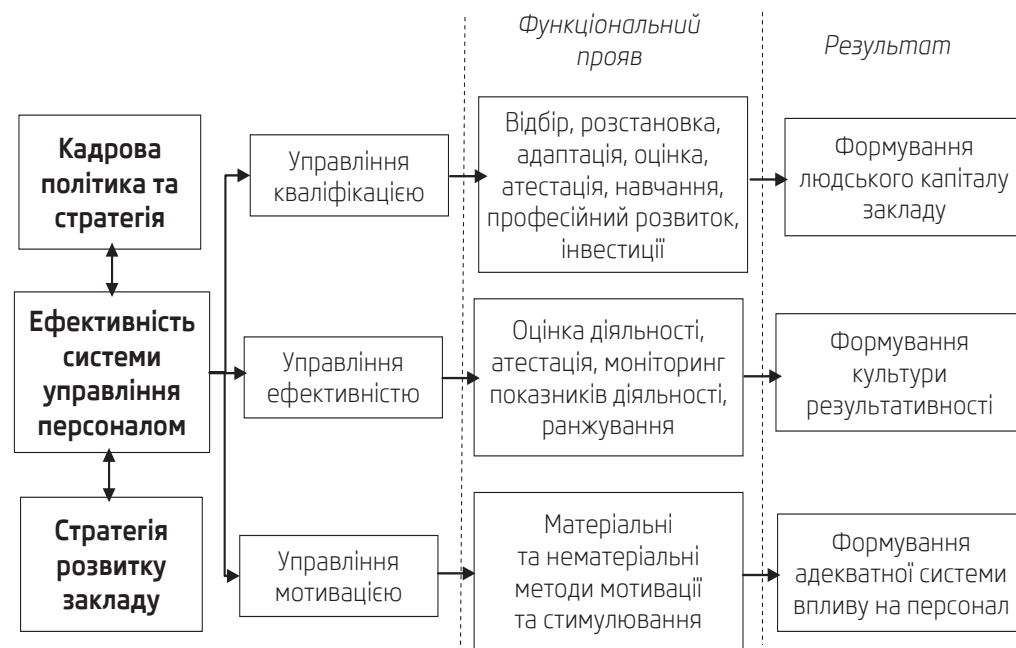 Функціональний
прояв
Результат
Кадрова
політика та
стратегія
Ефективність
системи
управління
персоналом
Стратегія
розвитку
закладу
Управління
кваліфікацією
Управління
ефективністю
Управління
мотивацією
Відбір, розстановка,
адаптація, оцінка,
атестація, навчання,
професійний розвиток,
інвестиції
Оцінка діяльності,
атестація, моніторинг
показників діяльності,
ранжування
Матеріальні
та нематеріальні
методи мотивації
та стимулювання
Формування
людського капіталу
закладу
Формування
культури
результативності
Формування
адекватної системи
впливу на персонал